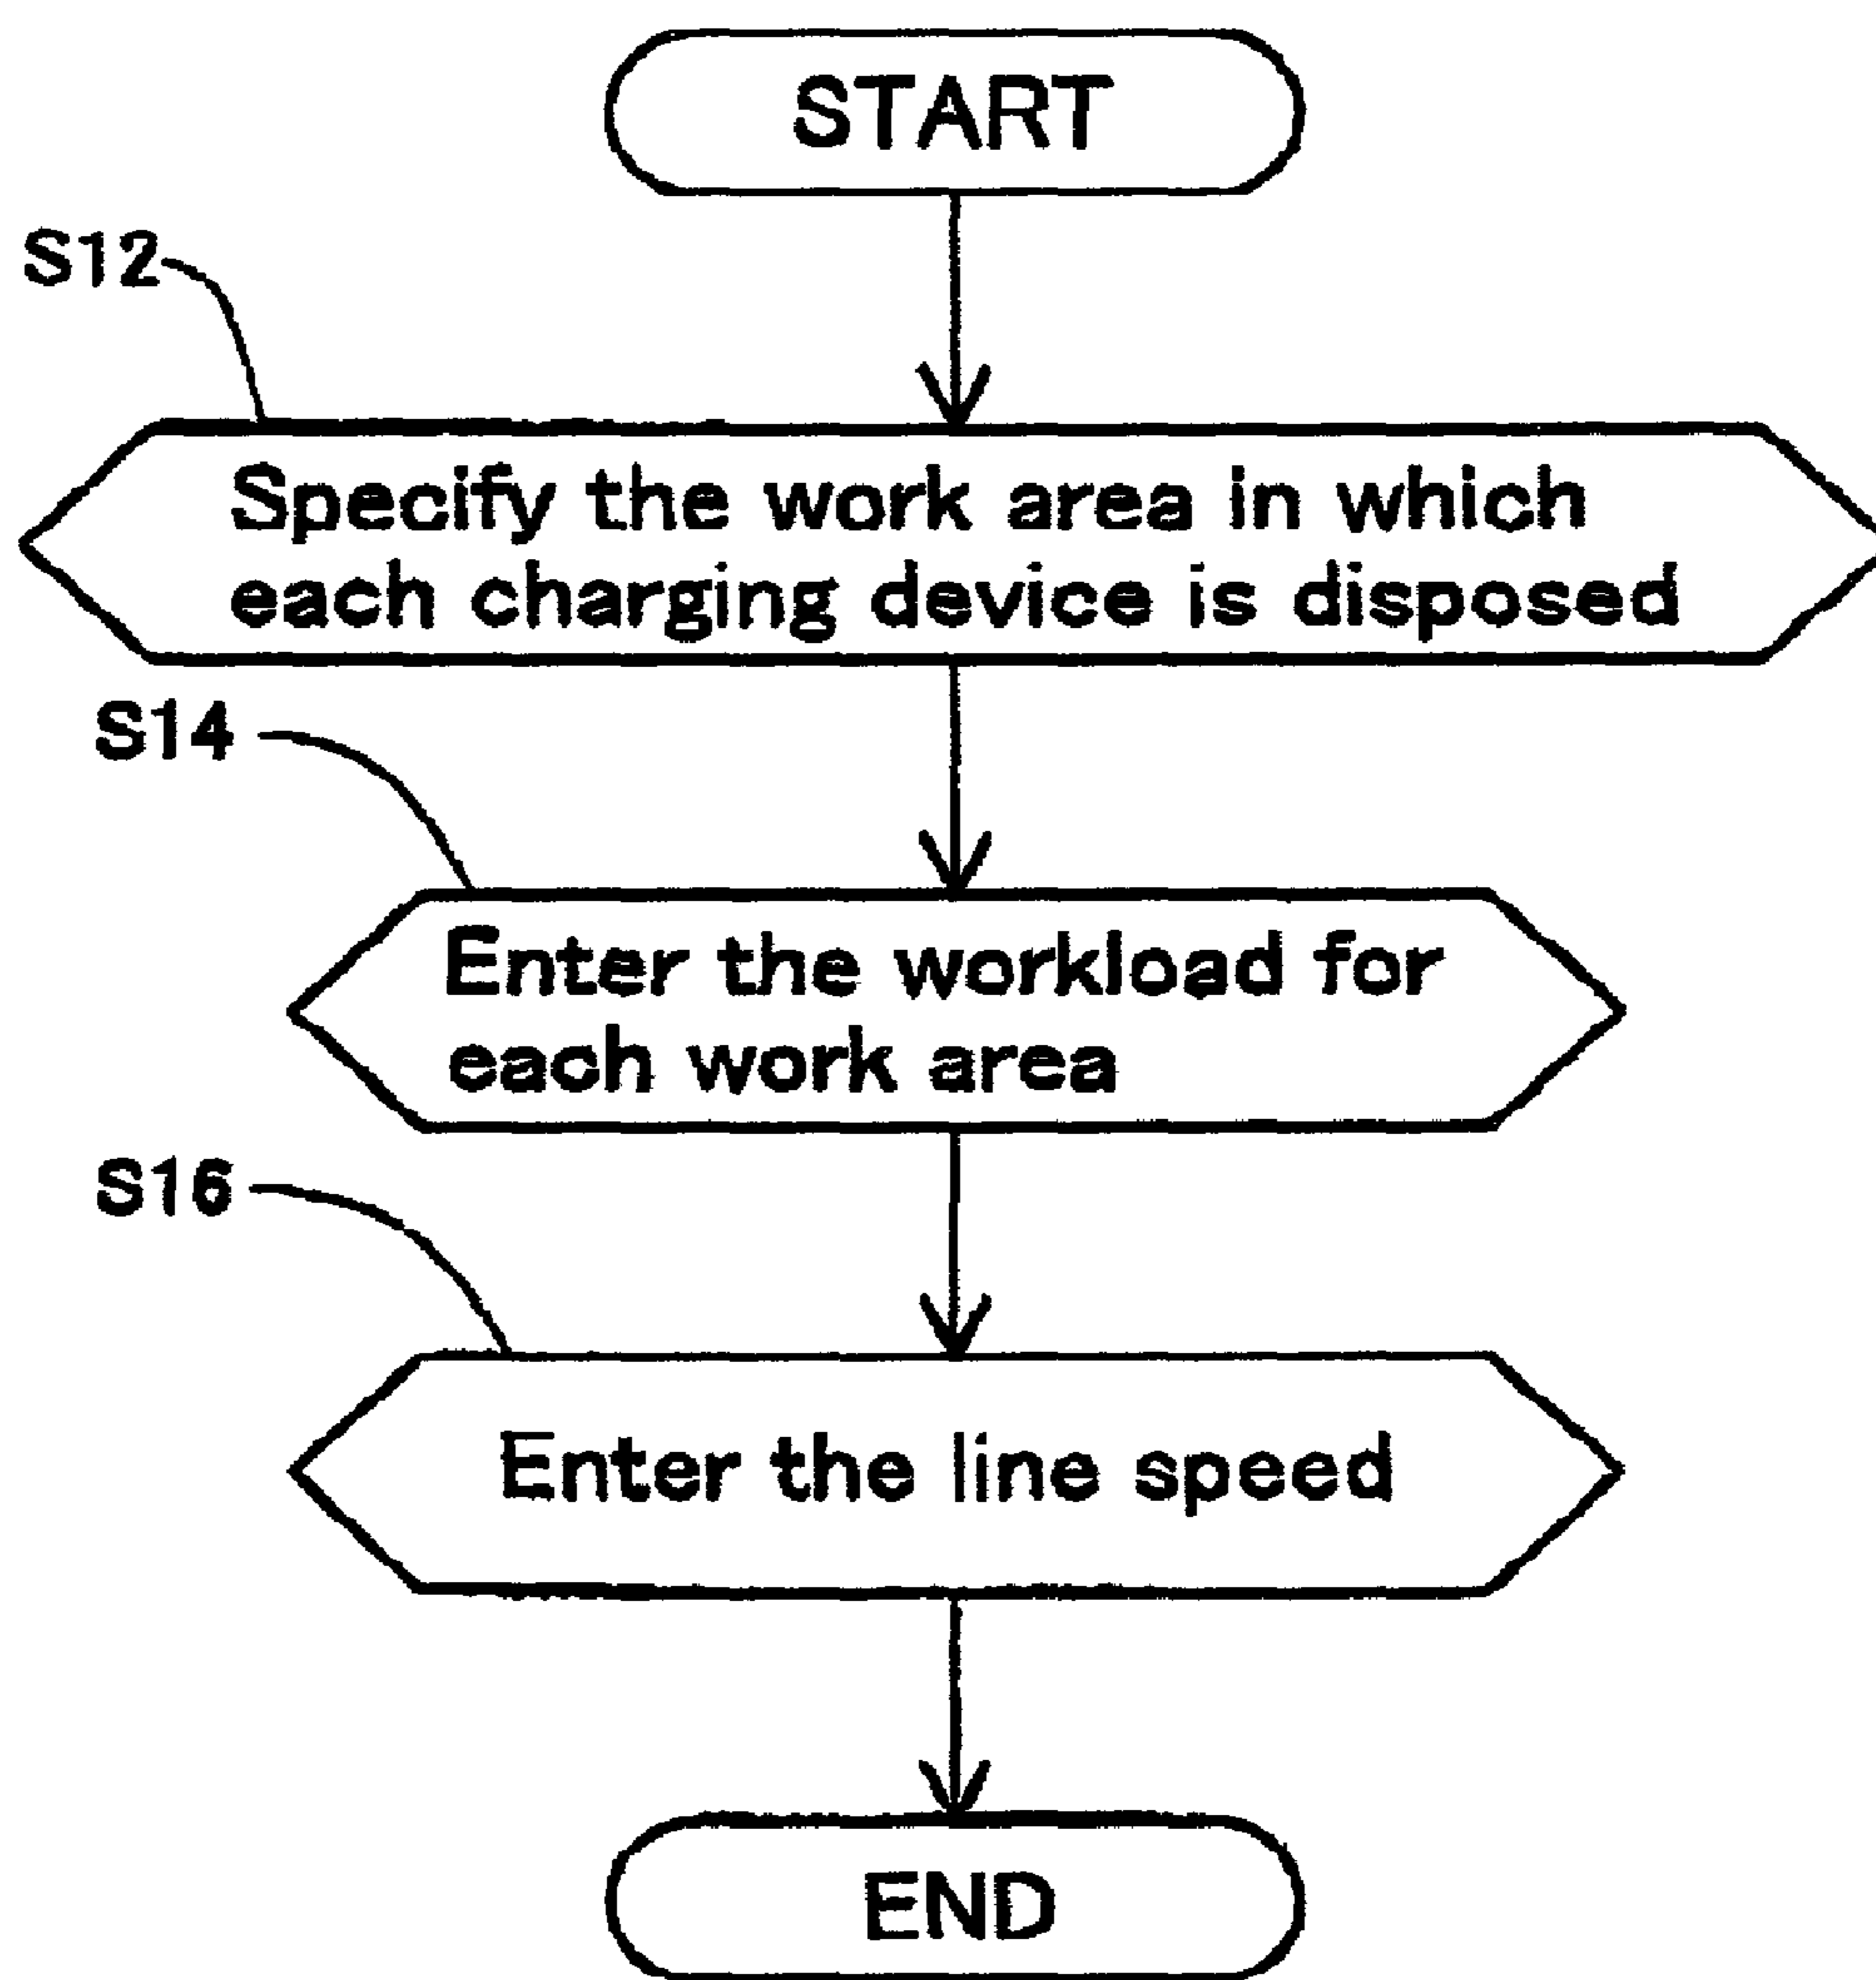 START
S12
Specify the work area in which
each charging device is disposed
S14
Enter the workload for
each work area
S16
Enter the line speed
END